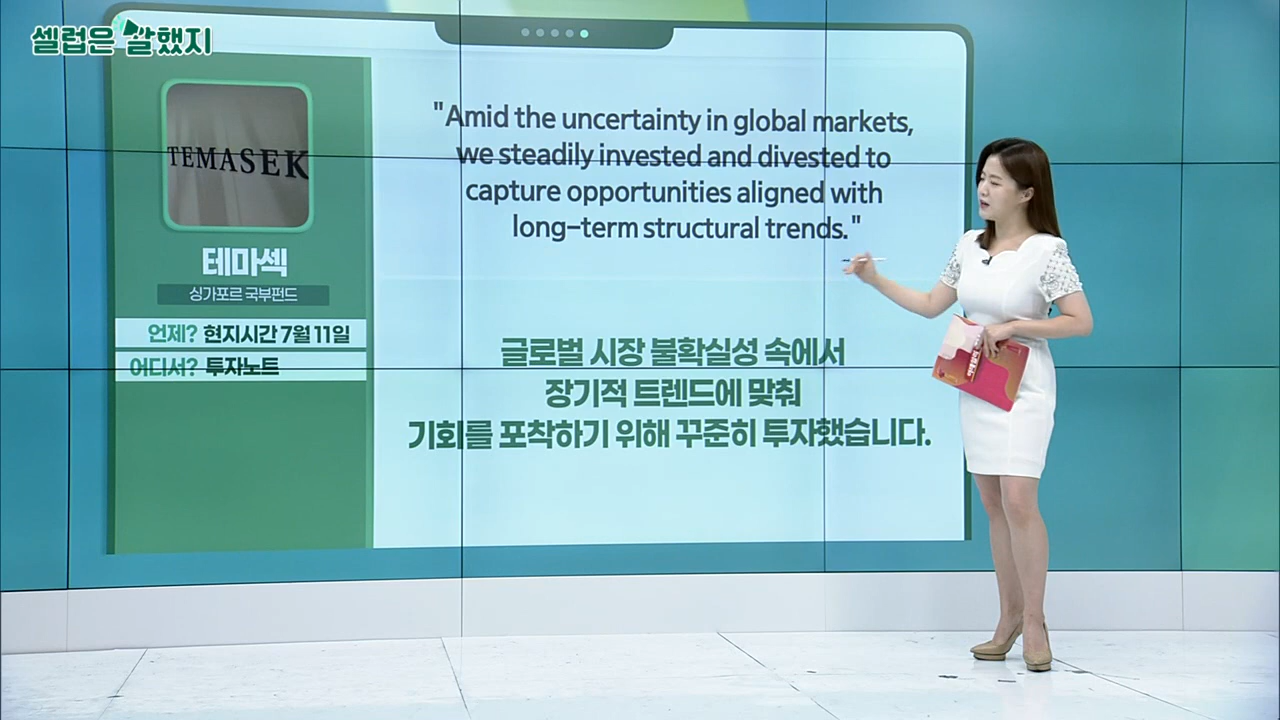 셀럽은 말했지
TEMASEK
테마섹
싱가포르 국부펀드
언제? 현지시간 7월 11일
어디서? 투자노트
"Amid the uncertainty in global markets,
we steadily invested and divested to
capture opportunities aligned with
long-term structural trends."
글로벌 시장 불확실성 속에서
장기적 트렌드에 맞춰
기회를 포착하기 위해 꾸준히 투자했습니다.